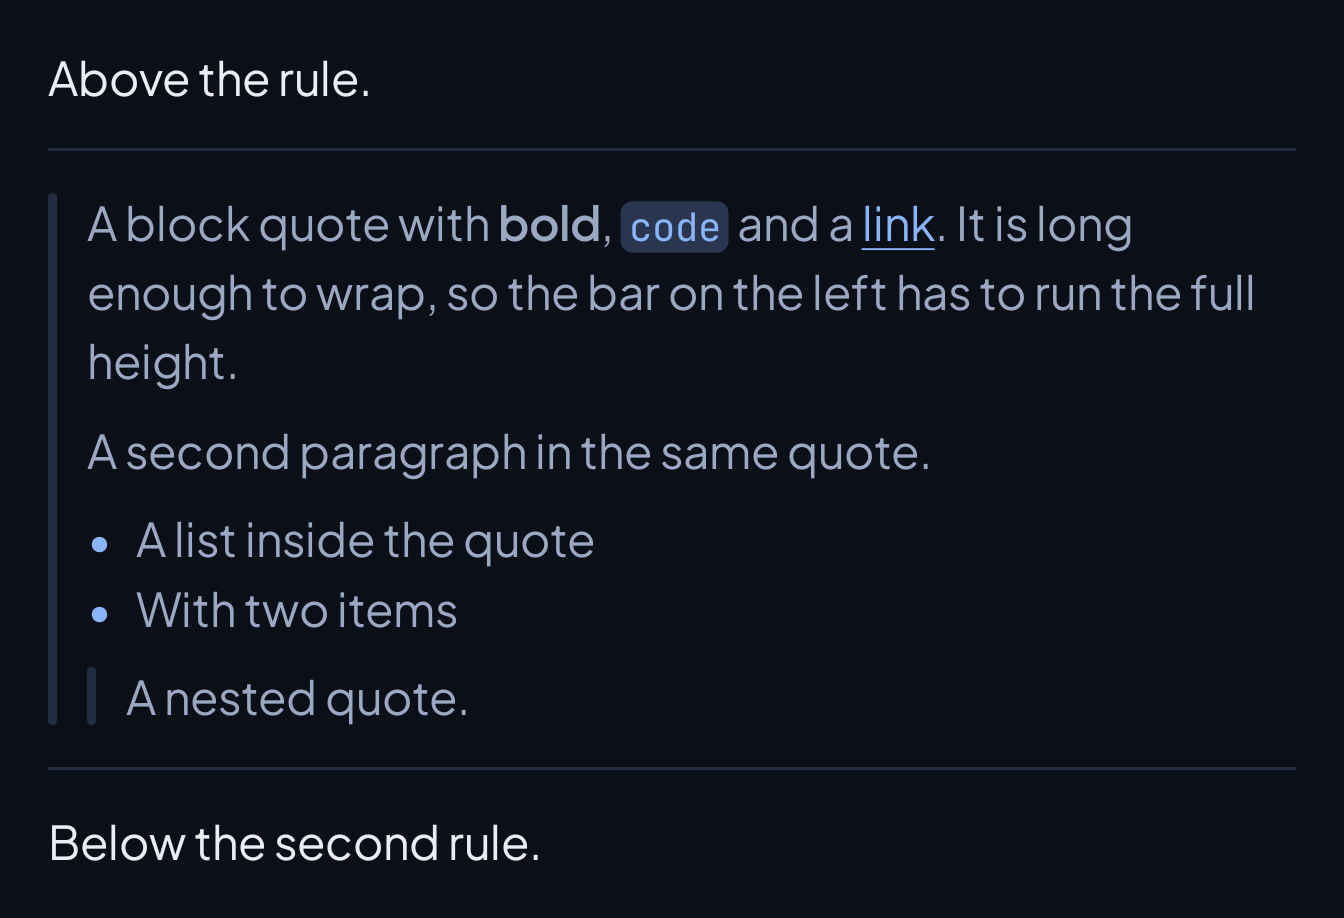 Above the rule.
A block quote with bold, code and a link. It is long
enough to wrap, so the bar on the left has to run the full
height.
A second paragraph in the same quote.
• A list inside the quote
• With two items
A nested quote.
Below the second rule.